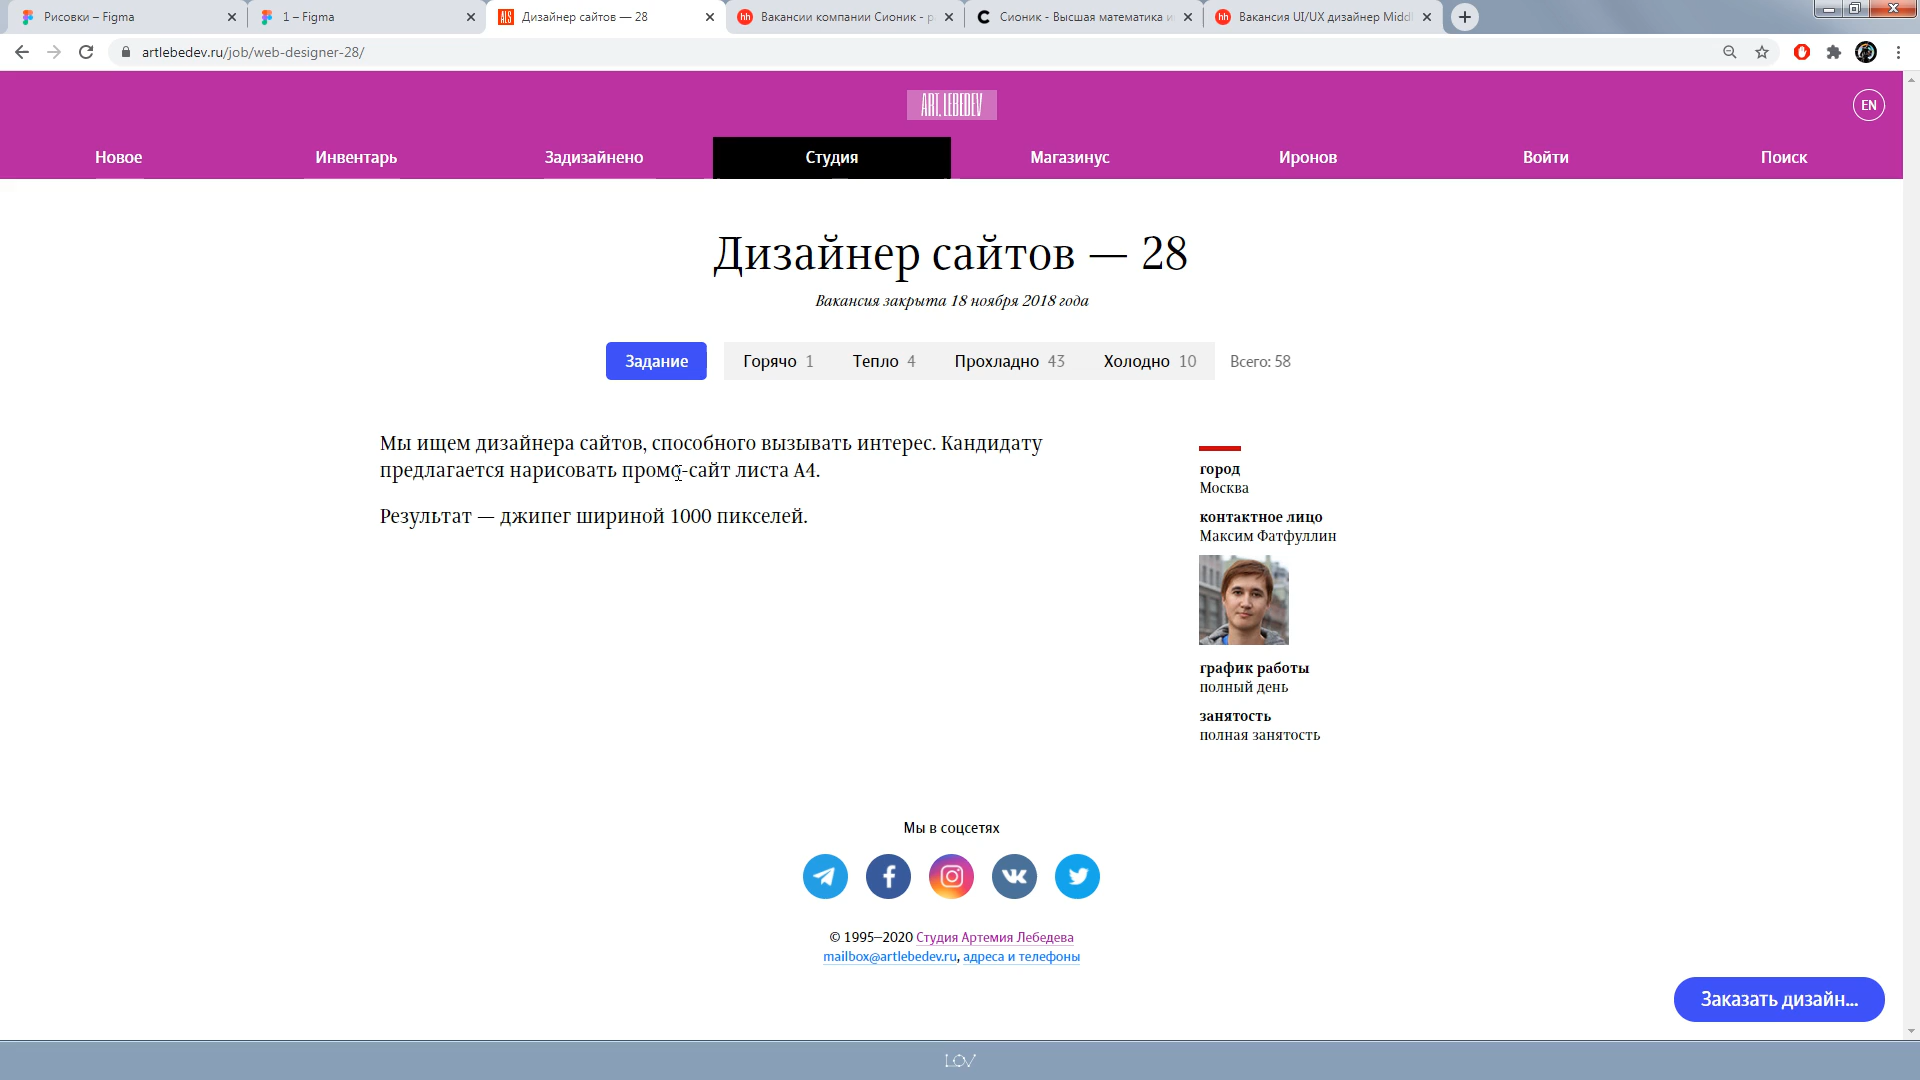 Рисовки – Figma
1 – Figma
Дизайнер сайтов — 28
Вакансии компании Сионик - р
Сионик - Высшая математика и
Вакансия UI/UX дизайнер Middl
artlebedev.ru/job/web-designer-28/
ART. LEBEDEV
EN
Новое
Инвентарь
Задизайнено
Студия
Магазинус
Иронов
Войти
Поиск
Дизайнер сайтов — 28
Вакансия закрыта 18 ноября 2018 года
Задание
Горячо 1
Тепло 4
Прохладно 43
Холодно 10
Всего: 58
Мы ищем дизайнера сайтов, способного вызывать интерес. Кандидату
предлагается нарисовать промо-сайт листа А4.
Результат — джипег шириной 1000 пикселей.
город
Москва
контактное лицо
Максим Фатфуллин
график работы
полный день
занятость
полная занятость
Мы в соцсетях
© 1995–2020 Студия Артемия Лебедева
mailbox@artlebedev.ru, адреса и телефоны
Заказать дизайн...
LOV